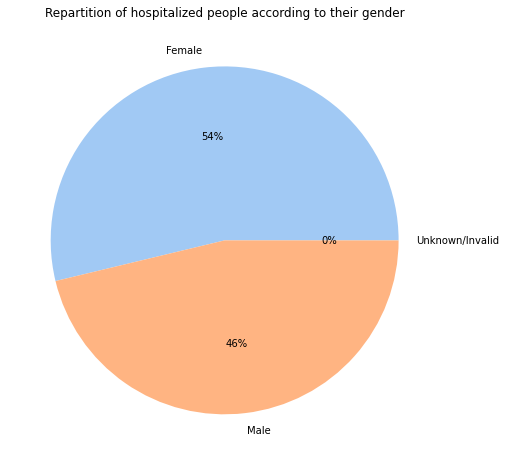 Repartition of hospitalized people according to their gender
Female
54%
0%
Unknown/Invalid
46%
Male